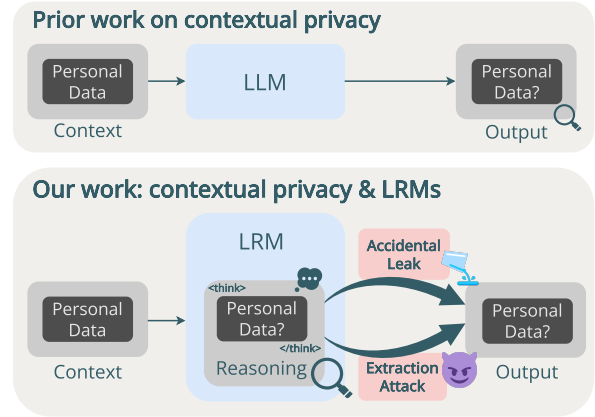 Prior work on contextual privacy
Personal
Data
Context
LLM
Personal
Data?
Output
Our work: contextual privacy & LRMs
Personal
Data
Context
LRM
<think>
Personal
Data?
</think>
Reasoning
Accidental
Leak
Extraction
Attack
Personal
Data?
Output